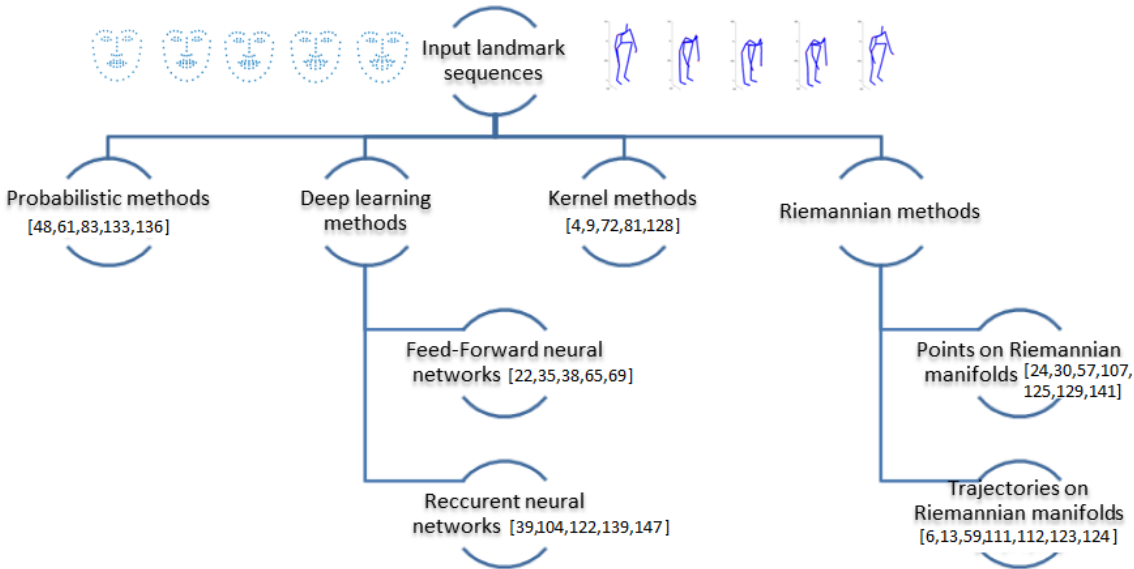 Input landmark
sequences
Probabilistic methods
[48,61,83,133,136]
Deep learning
methods
Kernel methods
[4,9,72,81,128]
Riemannian methods
Feed-Forward neural
networks [22,35,38,65,69]
Points on Riemannian
manifolds [24,30,57,107,
125,129,141]
Reccurent neural
networks [39,104,122,139,147]
Trajectories on
Riemannian manifolds
[6,13,59,111,112,123,124]